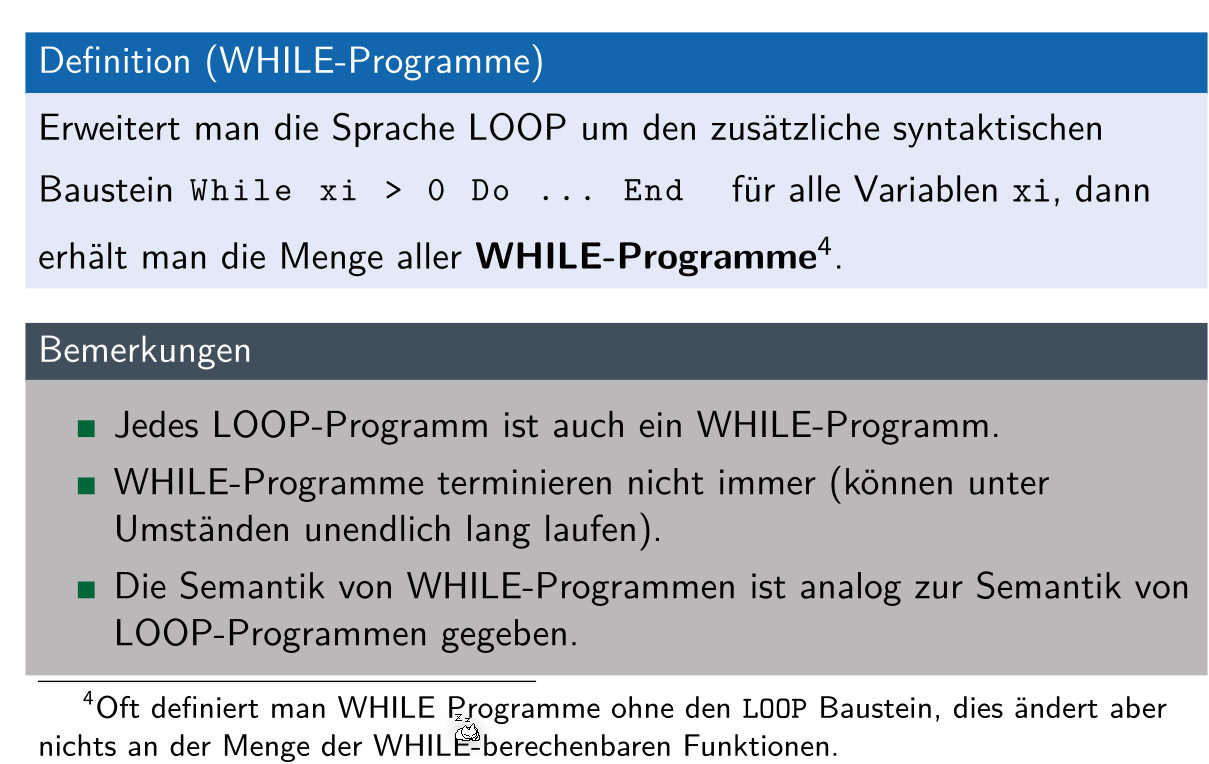 Definition (WHILE-Programme)
Erweitert man die Sprache LOOP um den zusätzliche syntaktischen
Baustein While xi > 0 Do ... End für alle Variablen xi, dann
erhält man die Menge aller WHILE-Programme⁴.
Bemerkungen
■ Jedes LOOP-Programm ist auch ein WHILE-Programm.
■ WHILE-Programme terminieren nicht immer (können unter
Umständen unendlich lang laufen).
■ Die Semantik von WHILE-Programmen ist analog zur Semantik von
LOOP-Programmen gegeben.
⁴Oft definiert man WHILE Programme ohne den LOOP Baustein, dies ändert aber
nichts an der Menge der WHILE-berechenbaren Funktionen.